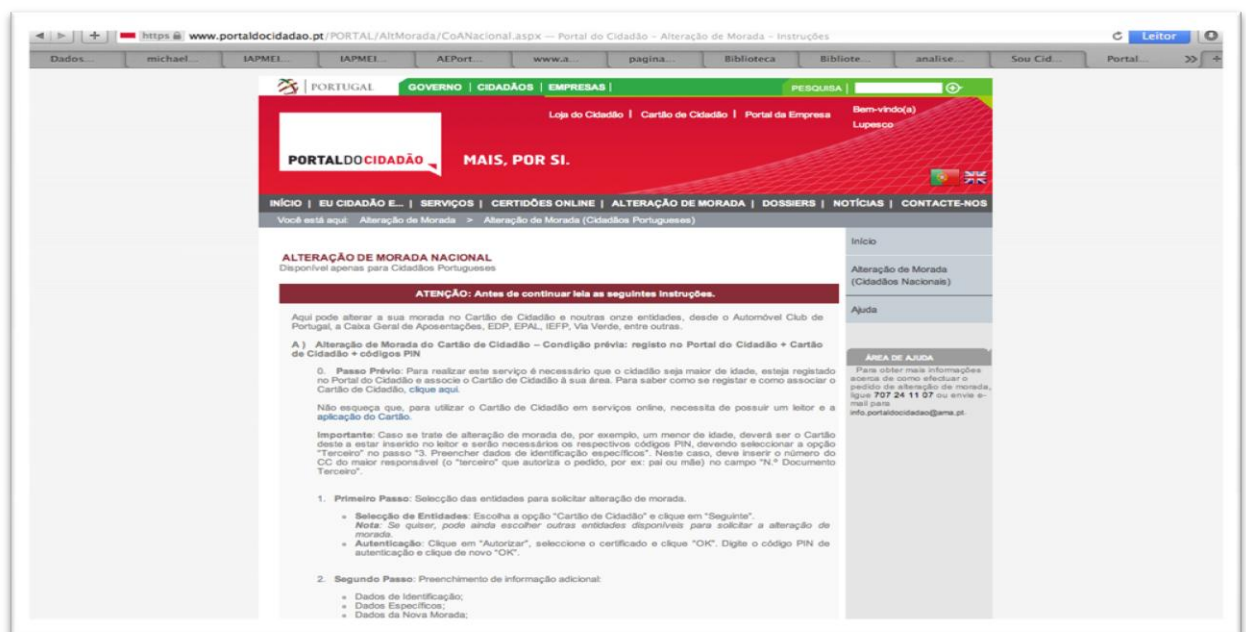 https www.portaldocidadao.pt/PORTAL/AltMorada/CoANacional.aspx — Portal do Cidadão - Alteração de Morada - Instruções
Leitor
Dados... michael... IAPMEI... IAPMEI... AEPort... www.a... pagina... Biblioteca Bibliote... analise... Sou Cid... Portal...
PORTUGAL GOVERNO | CIDADÃOS | EMPRESAS | PESQUISA |
Loja do Cidadão | Cartão de Cidadão | Portal da Empresa
Bem-vindo(a)
Lupesco
PORTALDOCIDADÃO MAIS, POR SI.
INÍCIO | EU CIDADÃO E... | SERVIÇOS | CERTIDÕES ONLINE | ALTERAÇÃO DE MORADA | DOSSIERS | NOTÍCIAS | CONTACTE-NOS
Você está aqui: Alteração de Morada > Alteração de Morada (Cidadãos Portugueses)
ALTERAÇÃO DE MORADA NACIONAL
Disponível apenas para Cidadãos Portugueses
ATENÇÃO: Antes de continuar leia as seguintes instruções.
Aqui pode alterar a sua morada no Cartão de Cidadão e noutras onze entidades, desde o Automóvel Club de
Portugal, a Caixa Geral de Aposentações, EDP, EPAL, IEFP, Via Verde, entre outras.
A ) Alteração de Morada do Cartão de Cidadão – Condição prévia: registo no Portal do Cidadão + Cartão
de Cidadão + códigos PIN
0. Passo Prévio: Para realizar este serviço é necessário que o cidadão seja maior de idade, esteja registado
no Portal do Cidadão e associe o Cartão de Cidadão à sua área. Para saber como se registar e como associar o
Cartão de Cidadão, clique aqui.
Não esqueça que, para utilizar o Cartão de Cidadão em serviços online, necessita de possuir um leitor e a
aplicação do Cartão.
Importante: Caso se trate de alteração de morada de, por exemplo, um menor de idade, deverá ser o Cartão
deste a estar inserido no leitor e serão necessários os respectivos códigos PIN, devendo seleccionar a opção
"Terceiro" no passo "3. Preencher dados de identificação específicos". Neste caso, deve inserir o número do
CC do maior responsável (o "terceiro" que autoriza o pedido, por ex: pai ou mãe) no campo "N.º Documento
Terceiro".
1. Primeiro Passo: Selecção das entidades para solicitar alteração de morada.
Selecção de Entidades: Escolha a opção "Cartão de Cidadão" e clique em "Seguinte".
Nota: Se quiser, pode ainda escolher outras entidades disponíveis para solicitar a alteração de
morada.
Autenticação: Clique em "Autorizar", seleccione o certificado e clique "OK". Digite o código PIN de
autenticação e clique de novo "OK".
2. Segundo Passo: Preenchimento de informação adicional:
Dados de Identificação;
Dados Específicos;
Dados da Nova Morada;
Início
Alteração de Morada
(Cidadãos Nacionais)
Ajuda
ÁREA DE AJUDA
Para obter mais informações
acerca de como efectuar o
pedido de alteração de morada,
ligue 707 24 11 07 ou envie e-
mail para
info.portaldocidadao@ama.pt.